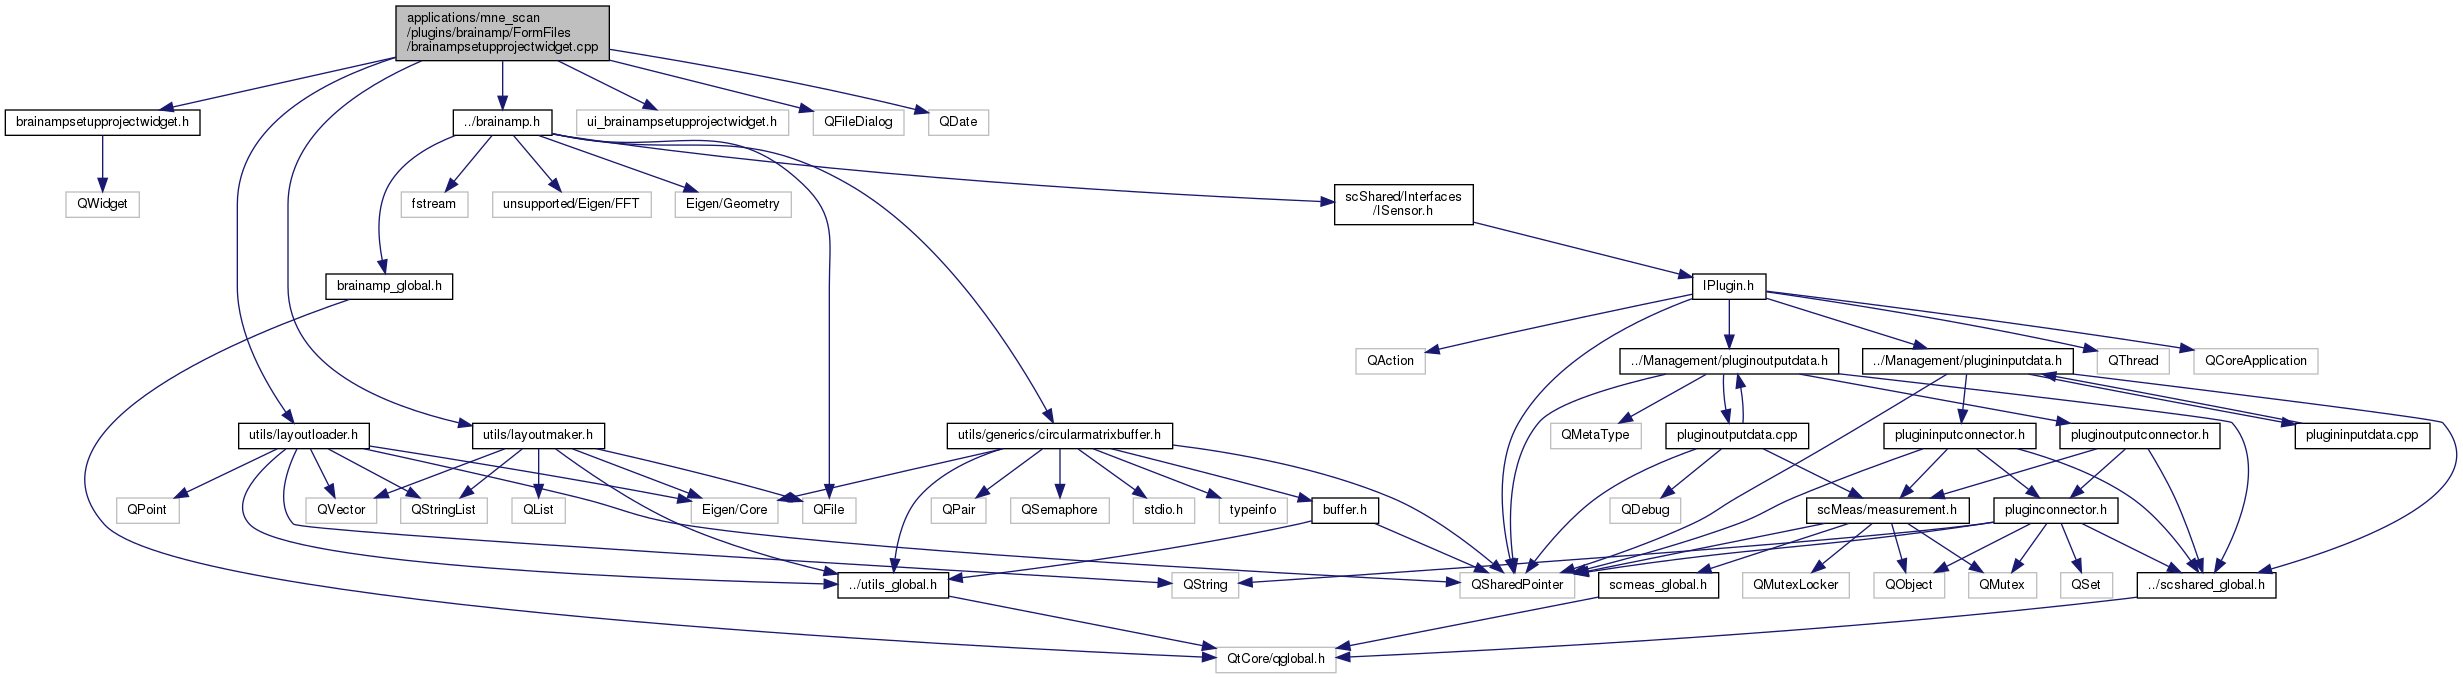 applications/mne_scan
/plugins/brainamp/FormFiles
/brainampsetupprojectwidget.cpp
brainampsetupprojectwidget.h
../brainamp.h
ui_brainampsetupprojectwidget.h
QFileDialog
QDate
QWidget
fstream
unsupported/Eigen/FFT
Eigen/Geometry
scShared/Interfaces
/ISensor.h
brainamp_global.h
IPlugin.h
QAction
../Management/pluginoutputdata.h
../Management/plugininputdata.h
QThread
QCoreApplication
utils/layoutloader.h
utils/layoutmaker.h
utils/generics/circularmatrixbuffer.h
QMetaType
pluginoutputdata.cpp
plugininputconnector.h
pluginoutputconnector.h
plugininputdata.cpp
QPoint
QVector
QStringList
QList
Eigen/Core
QFile
QPair
QSemaphore
stdio.h
typeinfo
buffer.h
QDebug
scMeas/measurement.h
pluginconnector.h
../utils_global.h
QString
QSharedPointer
scmeas_global.h
QMutexLocker
QObject
QMutex
QSet
../scshared_global.h
QtCore/qglobal.h